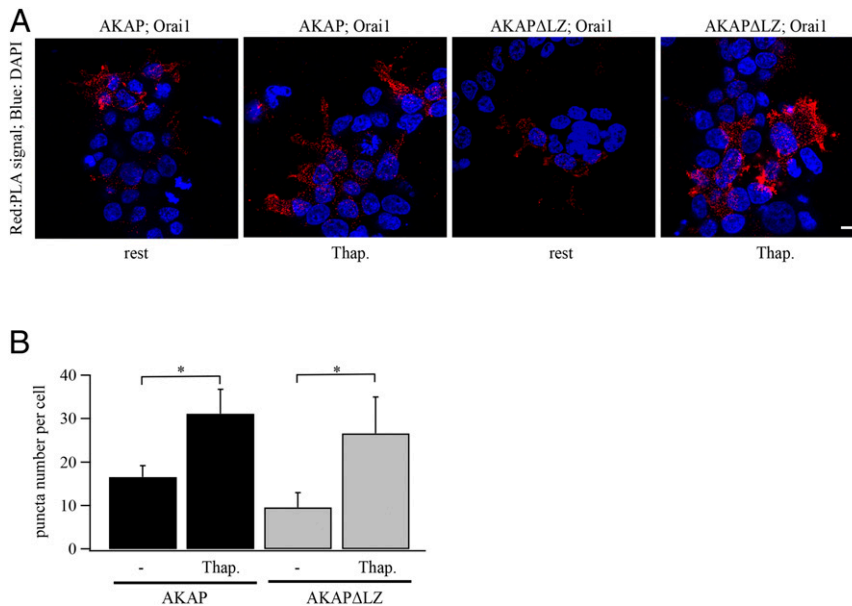 A
AKAP; Orai1 AKAP; Orai1 AKAPΔLZ; Orai1 AKAPΔLZ; Orai1
Red:PLA signal; Blue: DAPI
rest Thap. rest Thap.
B
puncta number per cell
40
30
20
10
0
* *
- Thap. - Thap.
AKAP AKAPΔLZ